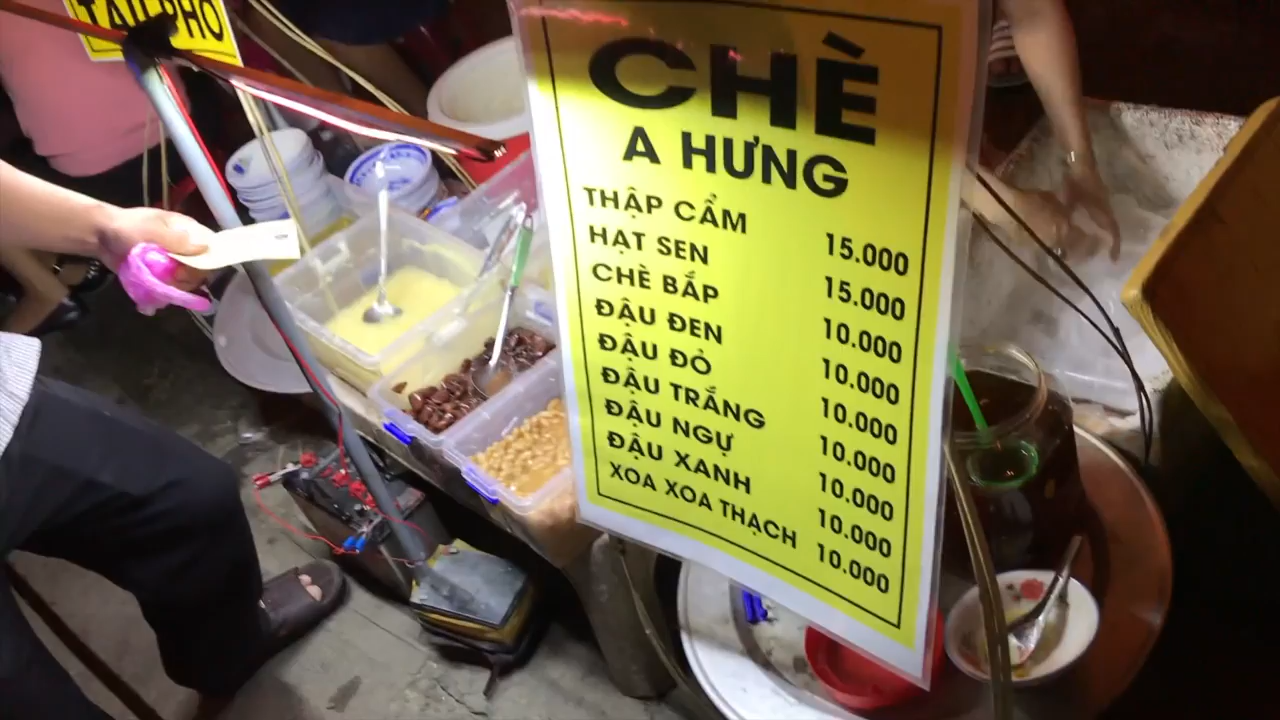 TÀU PHỚ
CHÈ
A HƯNG
THẬP CẨM 15.000
HẠT SEN 15.000
CHÈ BẮP 10.000
ĐẬU ĐEN 10.000
ĐẬU ĐỎ 10.000
ĐẬU TRẮNG 10.000
ĐẬU NGỰ 10.000
ĐẬU XANH 10.000
XOA XOA THẠCH 10.000